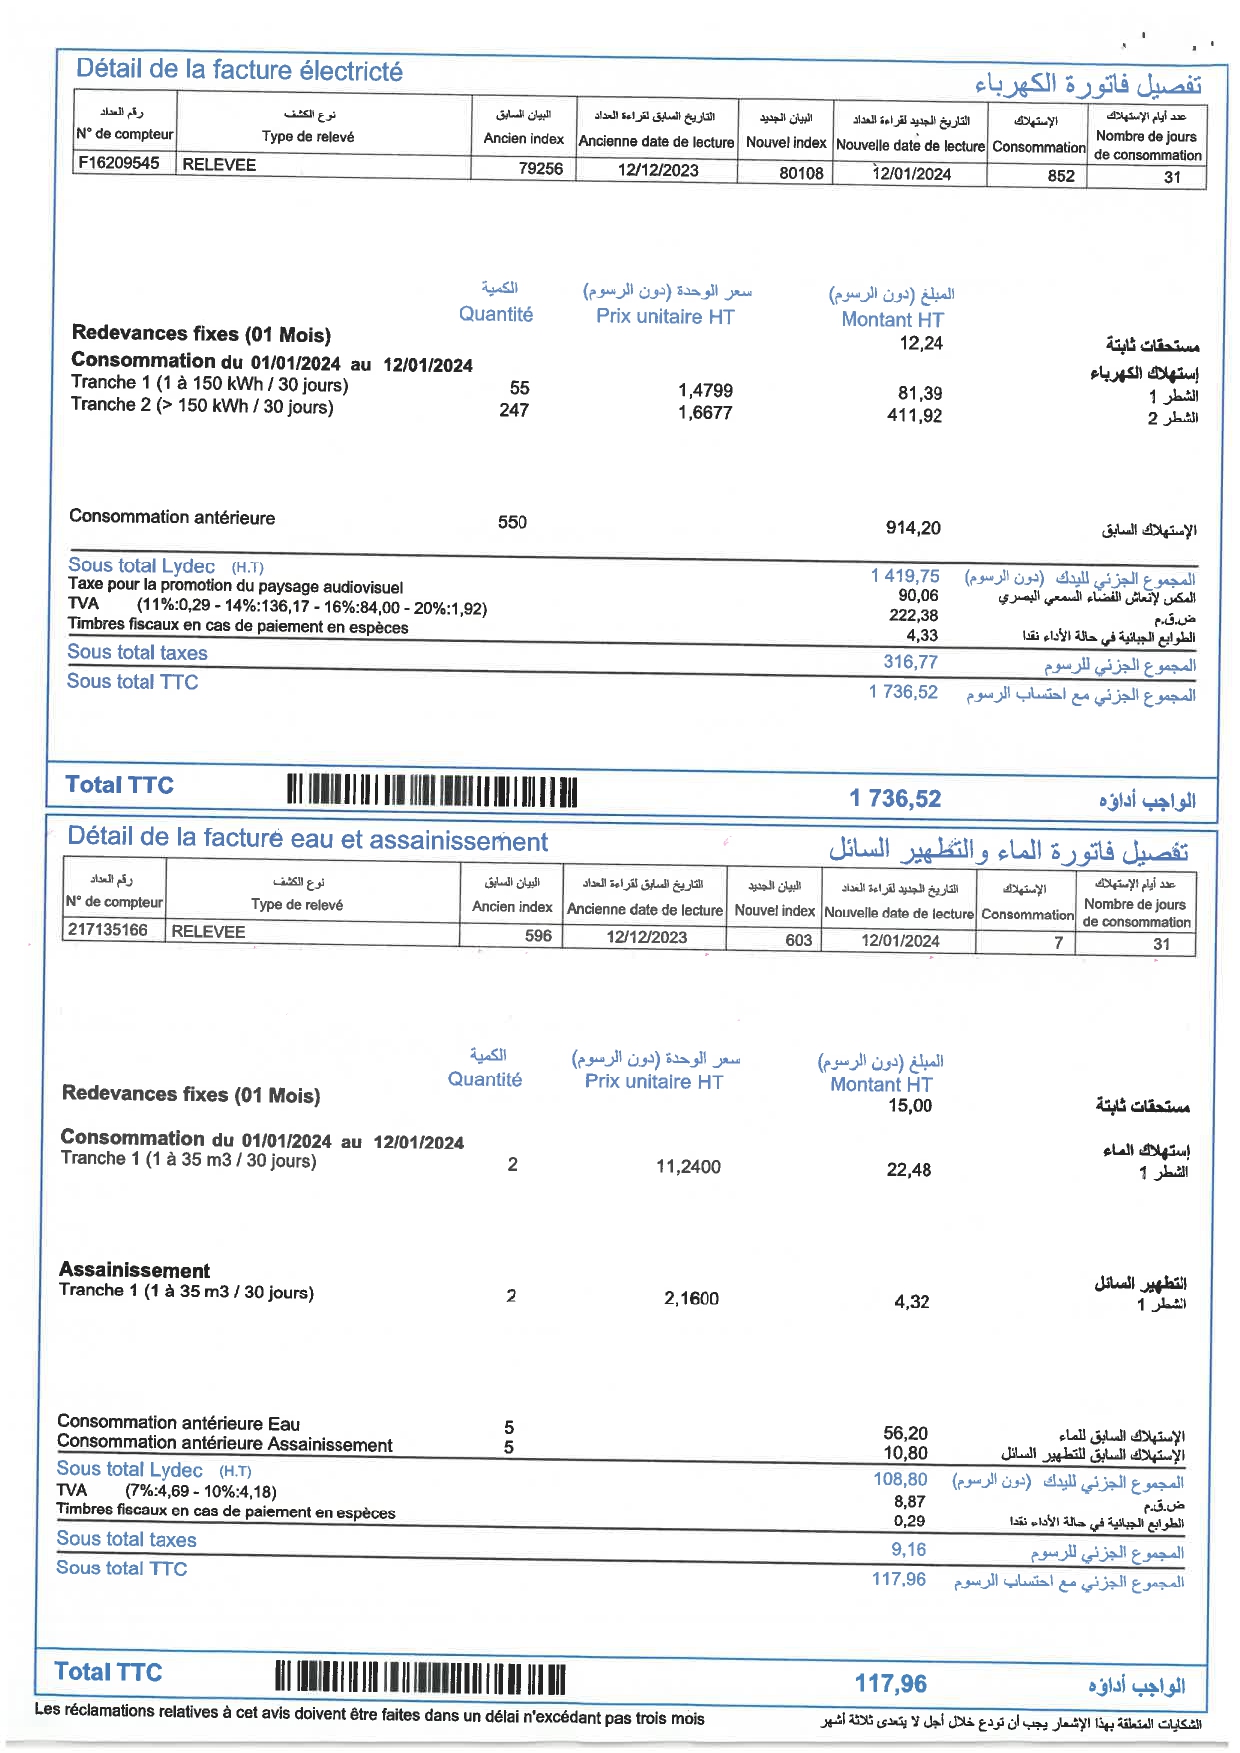 Détail de la facture électricté
تفصيل فاتورة الكهرباء
رقم العداد نوع الكشف البيان السابق التاريخ السابق لقراءة العداد البيان الجديد التاريخ الجديد لقراءة العداد الإستهلاك عدد أيام الإستهلاك
N° de compteur Type de relevé Ancien index Ancienne date de lecture Nouvel index Nouvelle date de lecture Consommation Nombre de jours de consommation
F16209545 RELEVEE 79256 12/12/2023 80108 12/01/2024 852 31
الكمية سعر الوحدة (دون الرسوم) المبلغ (دون الرسوم)
Quantité Prix unitaire HT Montant HT
Redevances fixes (01 Mois) 12,24 مستحقات ثابتة
Consommation du 01/01/2024 au 12/01/2024 إستهلاك الكهرباء
Tranche 1 (1 à 150 kWh / 30 jours) 55 1,4799 81,39 الشطر 1
Tranche 2 (> 150 kWh / 30 jours) 247 1,6677 411,92 الشطر 2
Consommation antérieure 550 914,20 الإستهلاك السابق
Sous total Lydec (H.T) 1 419,75 المجموع الجزئي لليدك (دون الرسوم)
Taxe pour la promotion du paysage audiovisuel 90,06 المكس لإنعاش الفضاء السمعي البصري
TVA (11%:0,29 - 14%:136,17 - 16%:84,00 - 20%:1,92) 222,38 ض.ق.م
Timbres fiscaux en cas de paiement en espèces 4,33 الطوابع الجبائية في حالة الأداء نقدا
Sous total taxes 316,77 المجموع الجزئي للرسوم
Sous total TTC 1 736,52 المجموع الجزئي مع احتساب الرسوم
Total TTC 1 736,52 الواجب أداؤه
Détail de la facture eau et assainissement
تفصيل فاتورة الماء والتطهير السائل
رقم العداد نوع الكشف البيان السابق التاريخ السابق لقراءة العداد البيان الجديد التاريخ الجديد لقراءة العداد الإستهلاك عدد أيام الإستهلاك
N° de compteur Type de relevé Ancien index Ancienne date de lecture Nouvel index Nouvelle date de lecture Consommation Nombre de jours de consommation
217135166 RELEVEE 596 12/12/2023 603 12/01/2024 7 31
الكمية سعر الوحدة (دون الرسوم) المبلغ (دون الرسوم)
Quantité Prix unitaire HT Montant HT
Redevances fixes (01 Mois) 15,00 مستحقات ثابتة
Consommation du 01/01/2024 au 12/01/2024 إستهلاك الماء
Tranche 1 (1 à 35 m3 / 30 jours) 2 11,2400 22,48 الشطر 1
Assainissement التطهير السائل
Tranche 1 (1 à 35 m3 / 30 jours) 2 2,1600 4,32 الشطر 1
Consommation antérieure Eau 5 56,20 الإستهلاك السابق للماء
Consommation antérieure Assainissement 5 10,80 الإستهلاك السابق للتطهير السائل
Sous total Lydec (H.T) 108,80 المجموع الجزئي لليدك (دون الرسوم)
TVA (7%:4,69 - 10%:4,18) 8,87 ض.ق.م
Timbres fiscaux en cas de paiement en espèces 0,29 الطوابع الجبائية في حالة الأداء نقدا
Sous total taxes 9,16 المجموع الجزئي للرسوم
Sous total TTC 117,96 المجموع الجزئي مع احتساب الرسوم
Total TTC 117,96 الواجب أداؤه
Les réclamations relatives à cet avis doivent être faites dans un délai n'excédant pas trois mois
الشكايات المتعلقة بهذا الإشعار يجب أن تودع خلال أجل لا يتعدى ثلاثة أشهر